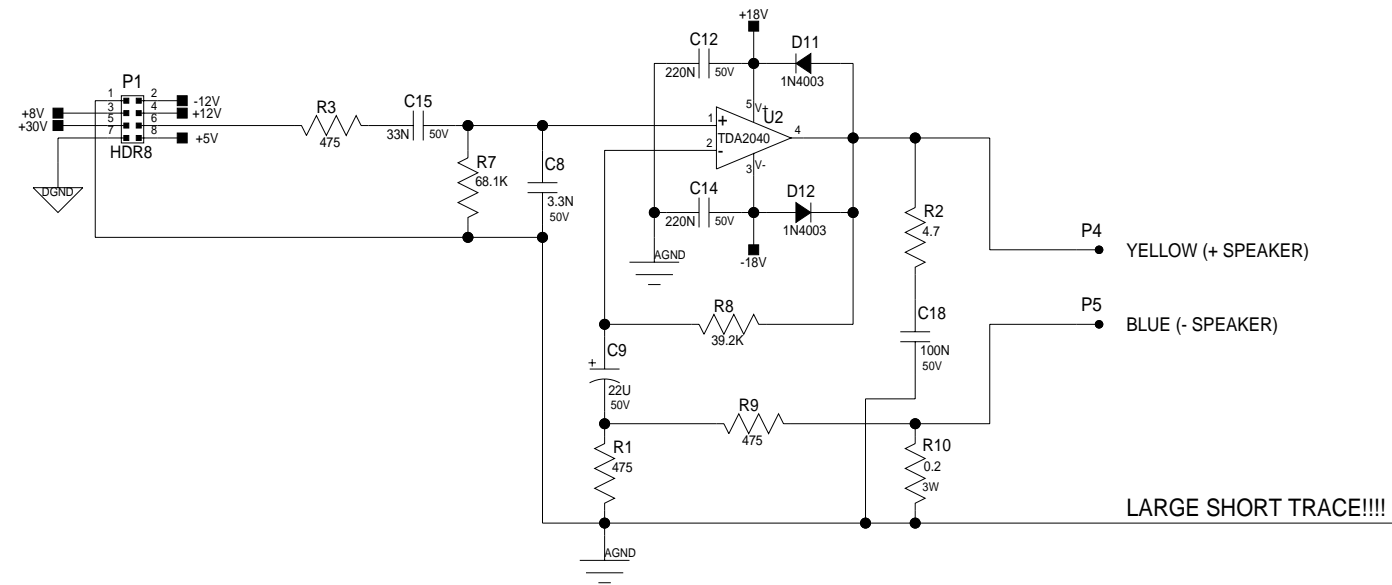 +18V
C12
220N 50V
D11
1N4003
P1
1 2 -12V
+8V 3 4 +12V
+30V 5 6
7 8 +5V
HDR8
DGND
R3
475
C15
33N 50V
R7
68.1K
C8
3.3N
50V
5 V+
U2
1 +
TDA2040
2 -
4
3 V-
C14
220N 50V
D12
1N4003
-18V
AGND
R2
4.7
P4
YELLOW (+ SPEAKER)
R8
39.2K
C18
100N
50V
P5
BLUE (- SPEAKER)
C9
+
22U
50V
R9
475
R1
475
R10
0.2
3W
LARGE SHORT TRACE!!!!
AGND